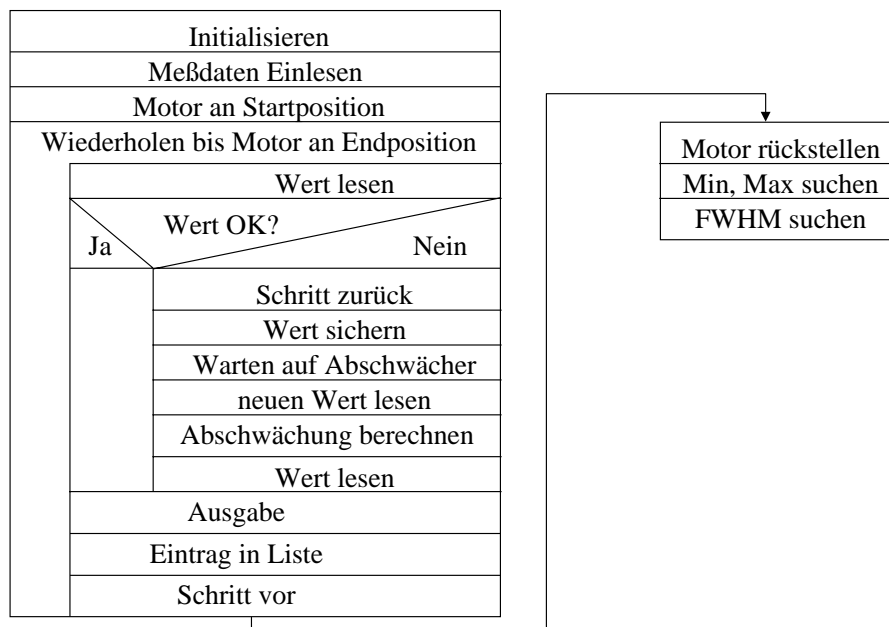 Initialisieren
Meßdaten Einlesen
Motor an Startposition
Wiederholen bis Motor an Endposition
Wert lesen
Wert OK?
Ja
Nein
Schritt zurück
Wert sichern
Warten auf Abschwächer
neuen Wert lesen
Abschwächung berechnen
Wert lesen
Ausgabe
Eintrag in Liste
Schritt vor
Motor rückstellen
Min, Max suchen
FWHM suchen